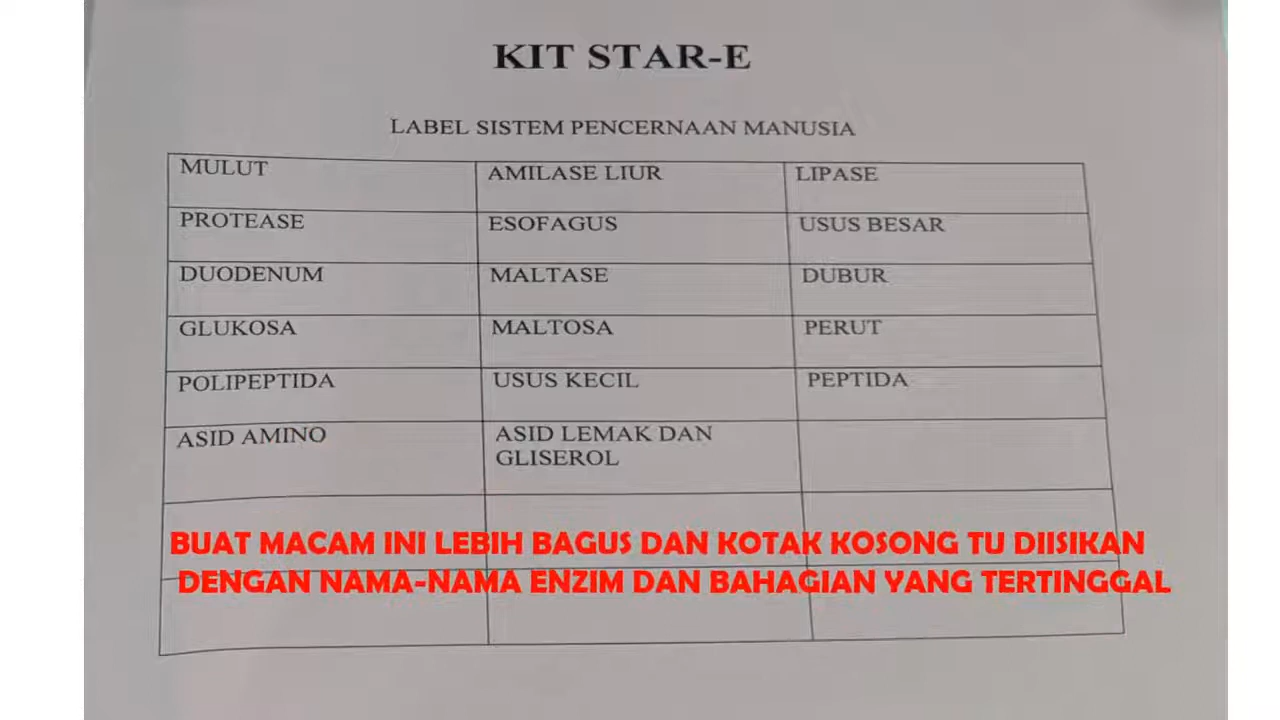 KIT STAR-E
LABEL SISTEM PENCERNAAN MANUSIA
MULUT AMILASE LIUR LIPASE
PROTEASE ESOFAGUS USUS BESAR
DUODENUM MALTASE DUBUR
GLUKOSA MALTOSA PERUT
POLIPEPTIDA USUS KECIL PEPTIDA
ASID AMINO ASID LEMAK DAN
GLISEROL
BUAT MACAM INI LEBIH BAGUS DAN KOTAK KOSONG TU DIISIKAN
DENGAN NAMA-NAMA ENZIM DAN BAHAGIAN YANG TERTINGGAL